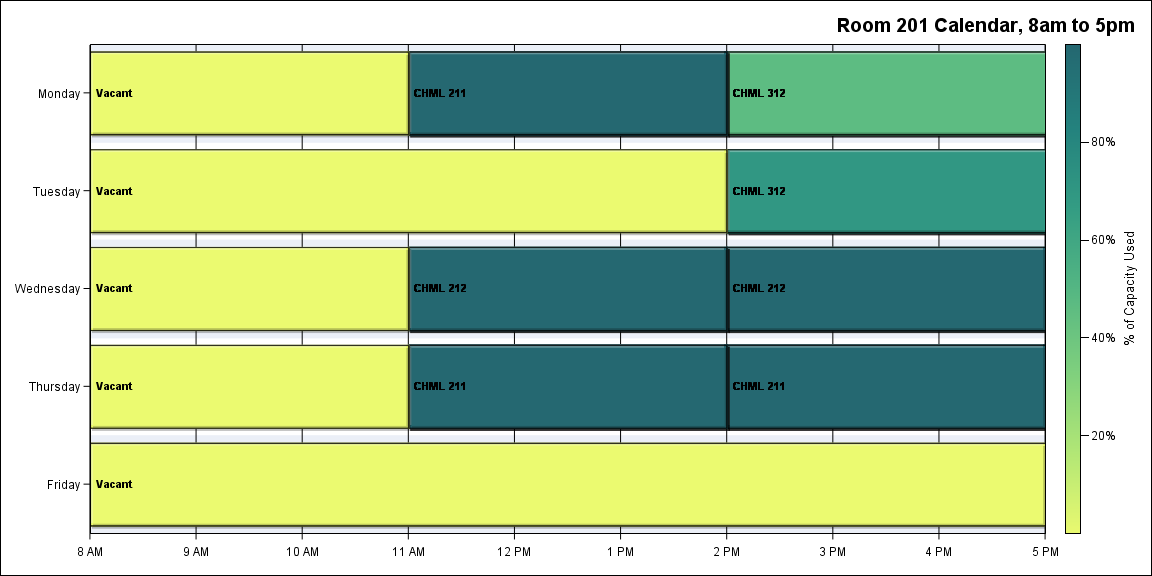 Room 201 Calendar, 8am to 5pm
Monday
Vacant
CHML 211
CHML 312
Tuesday
Vacant
CHML 312
Wednesday
Vacant
CHML 212
CHML 212
Thursday
Vacant
CHML 211
CHML 211
Friday
Vacant
8 AM
9 AM
10 AM
11 AM
12 PM
1 PM
2 PM
3 PM
4 PM
5 PM
80%
60%
40%
20%
% of Capacity Used